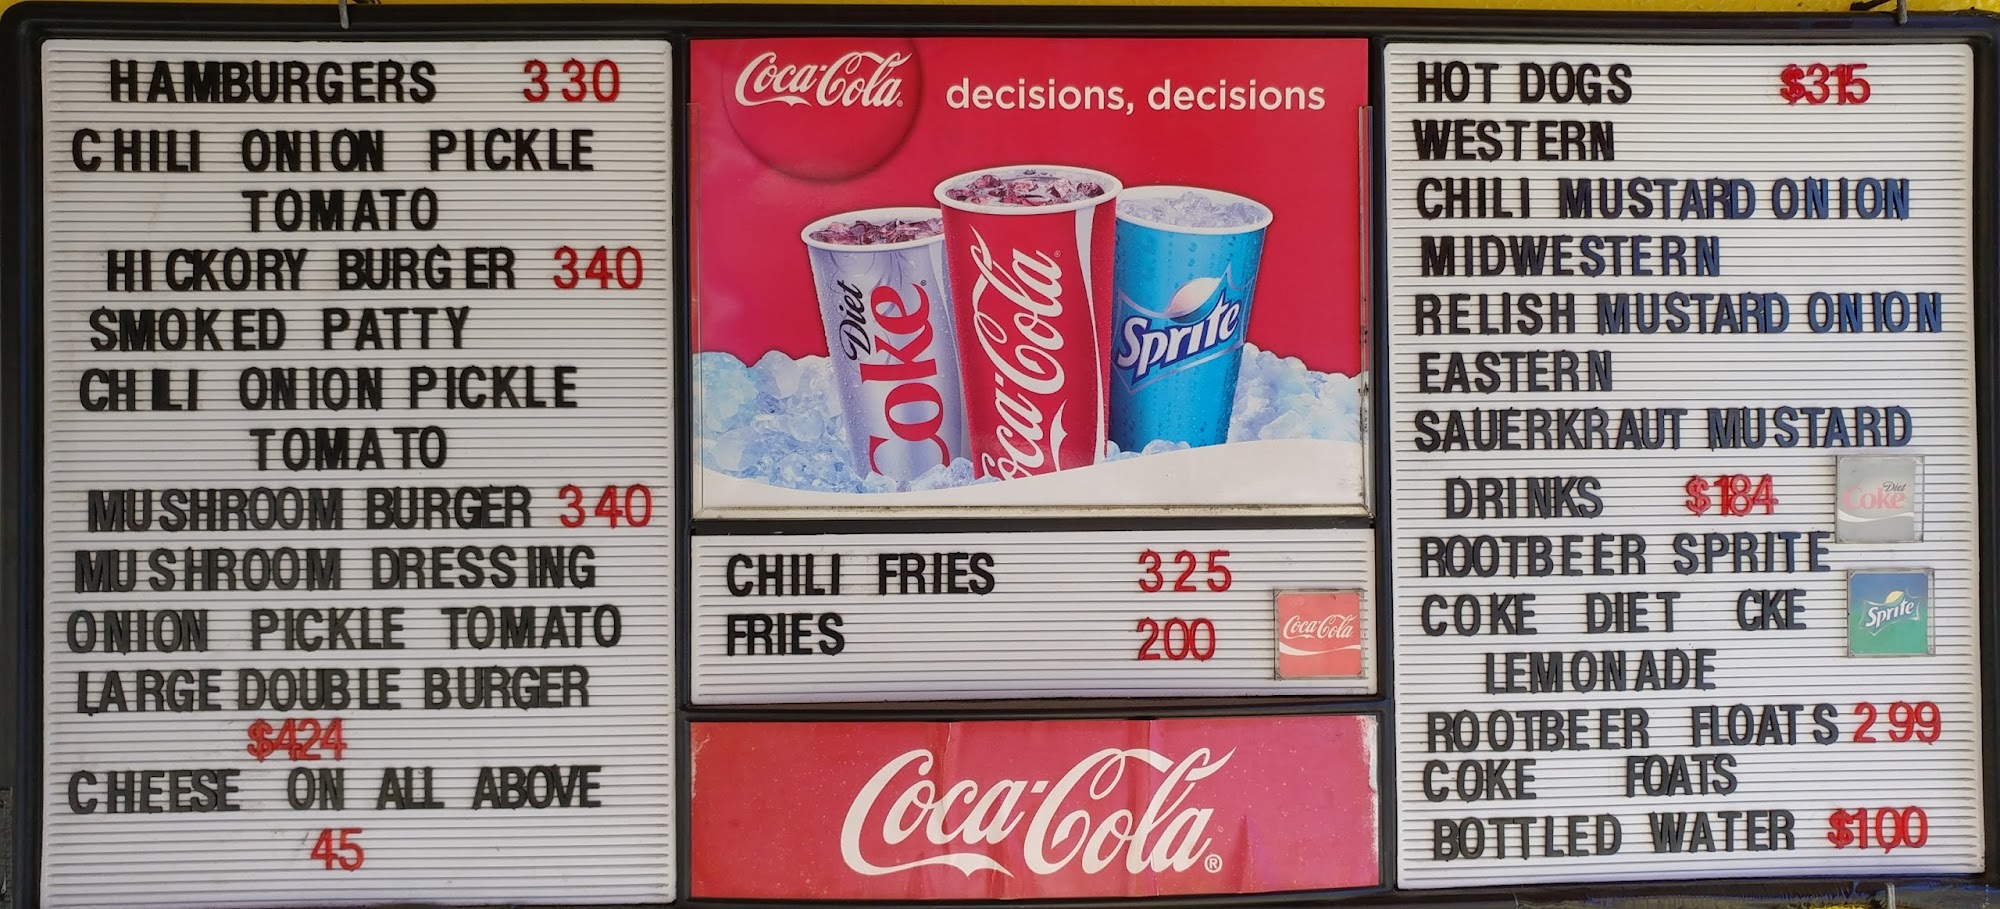 HAMBURGERS 330
CHILI ONION PICKLE
TOMATO
HICKORY BURGER 340
SMOKED PATTY
CHILI ONION PICKLE
TOMATO
MUSHROOM BURGER 340
MUSHROOM DRESSING
ONION PICKLE TOMATO
LARGE DOUBLE BURGER
$424
CHEESE ON ALL ABOVE
45
Coca-Cola decisions, decisions
Diet Coke
Coca-Cola
Sprite
CHILI FRIES 325
FRIES 200
Coca-Cola
Coca-Cola®
HOT DOGS $315
WESTERN
CHILI MUSTARD ONION
MIDWESTERN
RELISH MUSTARD ONION
EASTERN
SAUERKRAUT MUSTARD
DRINKS $184
Diet Coke
ROOTBEER SPRITE
COKE DIET CKE
Sprite
LEMONADE
ROOTBEER FLOATS 299
COKE FOATS
BOTTLED WATER $100